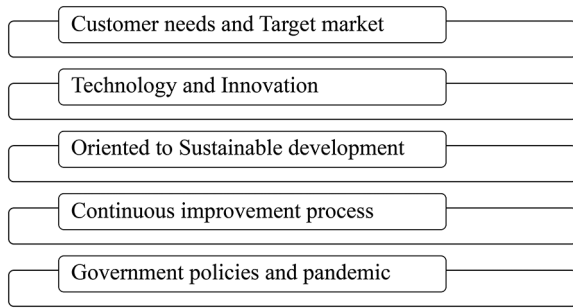 Customer needs and Target market
Technology and Innovation
Oriented to Sustainable development
Continuous improvement process
Government policies and pandemic